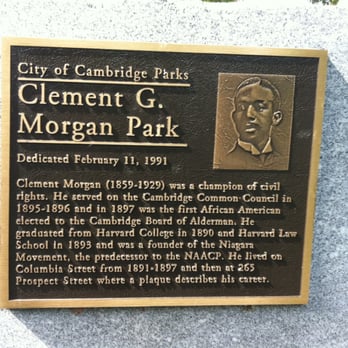 City of Cambridge Parks
Clement G.
Morgan Park
Dedicated February 11, 1991
Clement Morgan (1859-1929) was a champion of civil
rights. He served on the Cambridge Common Council in
1895-1896 and in 1897 was the first African American
elected to the Cambridge Board of Alderman. He
graduated from Harvard College in 1890 and Harvard Law
School in 1893 and was a founder of the Niagara
Movement, the predecessor to the NAACP. He lived on
Columbia Street from 1891-1897 and then at 265
Prospect Street where a plaque describes his career.